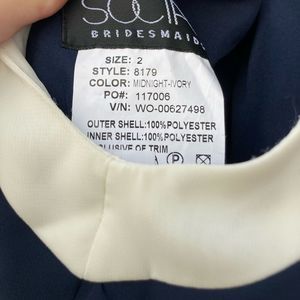 BRIDESMAID
SIZE: 2
STYLE: 8179
COLOR: MIDNIGHT-IVORY
PO#: 117006
V/N: WO-00627498
OUTER SHELL:100%POLYESTER
INNER SHELL:100%POLYESTER
OF TRIM
P